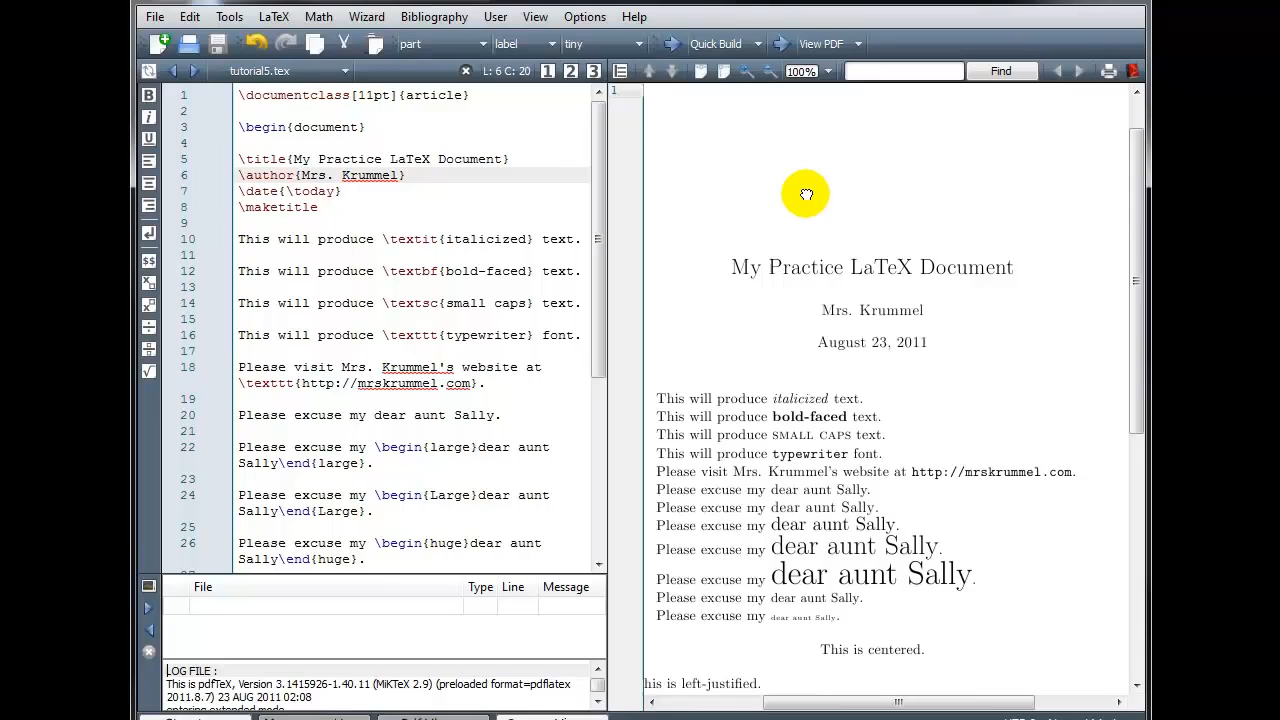 File Edit Tools LaTeX Math Wizard Bibliography User View Options Help
part label tiny Quick Build View PDF
tutorial5.tex L: 6 C: 20 1 2 3 100% Find
1
1 \documentclass[11pt]{article}
2
3 \begin{document}
4
5 \title{My Practice LaTeX Document}
6 \author{Mrs. Krummel}
7 \date{\today}
8 \maketitle
9
10 This will produce \textit{italicized} text.
11
12 This will produce \textbf{bold-faced} text.
13
14 This will produce \textsc{small caps} text.
15
16 This will produce \texttt{typewriter} font.
17
18 Please visit Mrs. Krummel's website at
\texttt{http://mrskrummel.com}.
19
20 Please excuse my dear aunt Sally.
21
22 Please excuse my \begin{large}dear aunt
Sally\end{large}.
23
24 Please excuse my \begin{Large}dear aunt
Sally\end{Large}.
25
26 Please excuse my \begin{huge}dear aunt
Sally\end{huge}.
File Type Line Message
LOG FILE :
This is pdfTeX, Version 3.1415926-1.40.11 (MiKTeX 2.9) (preloaded format=pdflatex
2011.8.7) 23 AUG 2011 02:08
entering extended mode
My Practice LaTeX Document
Mrs. Krummel
August 23, 2011
This will produce italicized text.
This will produce bold-faced text.
This will produce SMALL CAPS text.
This will produce typewriter font.
Please visit Mrs. Krummel's website at http://mrskrummel.com.
Please excuse my dear aunt Sally.
Please excuse my dear aunt Sally.
Please excuse my dear aunt Sally.
Please excuse my dear aunt Sally.
Please excuse my dear aunt Sally.
Please excuse my dear aunt Sally.
Please excuse my dear aunt Sally.
This is centered.
his is left-justified.